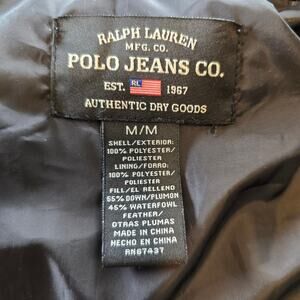 RALPH LAUREN
MFG. CO.
POLO JEANS CO.
EST. RL 1967
AUTHENTIC DRY GOODS
M/M
SHELL/EXTERIOR:
100% POLYESTER/
POLIESTER
LINING/FORRO:
100% POLYESTER/
POLIESTER
FILL/EL RELLENO
55% DOWN/PLUMON
45% WATERFOWL
FEATHER/
OTRAS PLUMAS
MADE IN CHINA
HECHO EN CHINA
RN87437